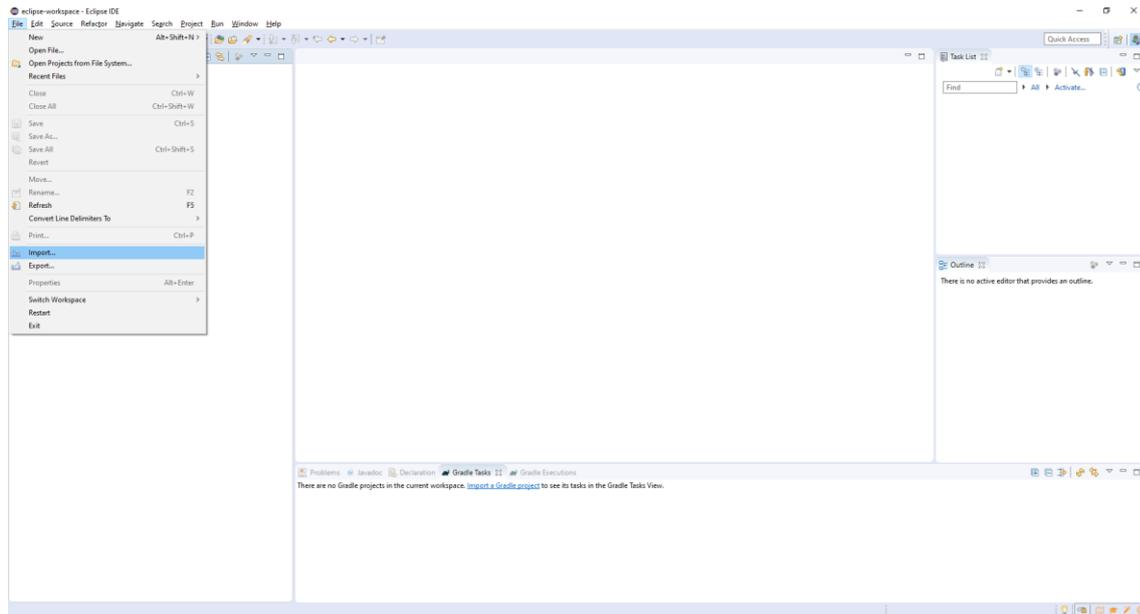 eclipse-workspace - Eclipse IDE
File Edit Source Refactor Navigate Search Project Run Window Help
New Alt+Shift+N >
Open File...
Open Projects from File System...
Recent Files >
Close Ctrl+W
Close All Ctrl+Shift+W
Save Ctrl+S
Save As...
Save All Ctrl+Shift+S
Revert
Move...
Rename... F2
Refresh F5
Convert Line Delimiters To >
Print... Ctrl+P
Import...
Export...
Properties Alt+Enter
Switch Workspace >
Restart
Exit
Quick Access
Task List
Find All Activate...
Outline
There is no active editor that provides an outline.
Problems Javadoc Declaration Gradle Tasks Gradle Executions
There are no Gradle projects in the current workspace. Import a Gradle project to see its tasks in the Gradle Tasks View.